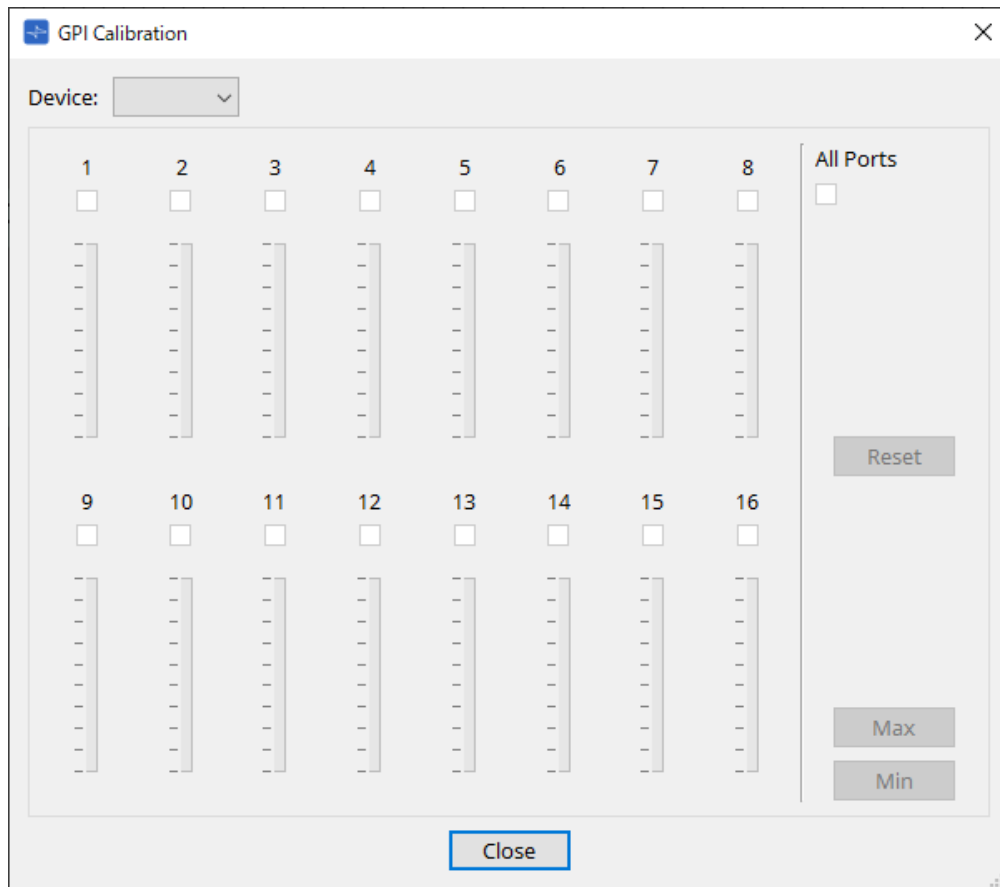 GPI Calibration
Device:
1 2 3 4 5 6 7 8
All Ports
Reset
9 10 11 12 13 14 15 16
Max
Min
Close